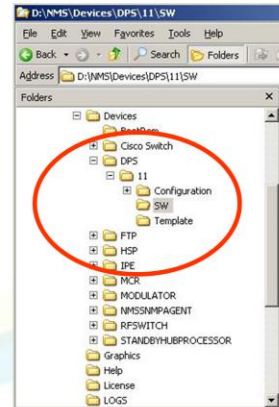 D:\NMS\Devices\DPS\11\SW
File Edit View Favorites Tools Help
Back Search Folders
Address D:\NMS\Devices\DPS\11\SW
Folders
Devices
BootRom
Cisco Switch
DPS
11
Configuration
SW
Template
FTP
HSP
IPE
MCR
MODULATOR
NMSSNMPAGENT
RFSWITCH
STANDBYHUBPROCESSOR
Graphics
Help
License
LOGS